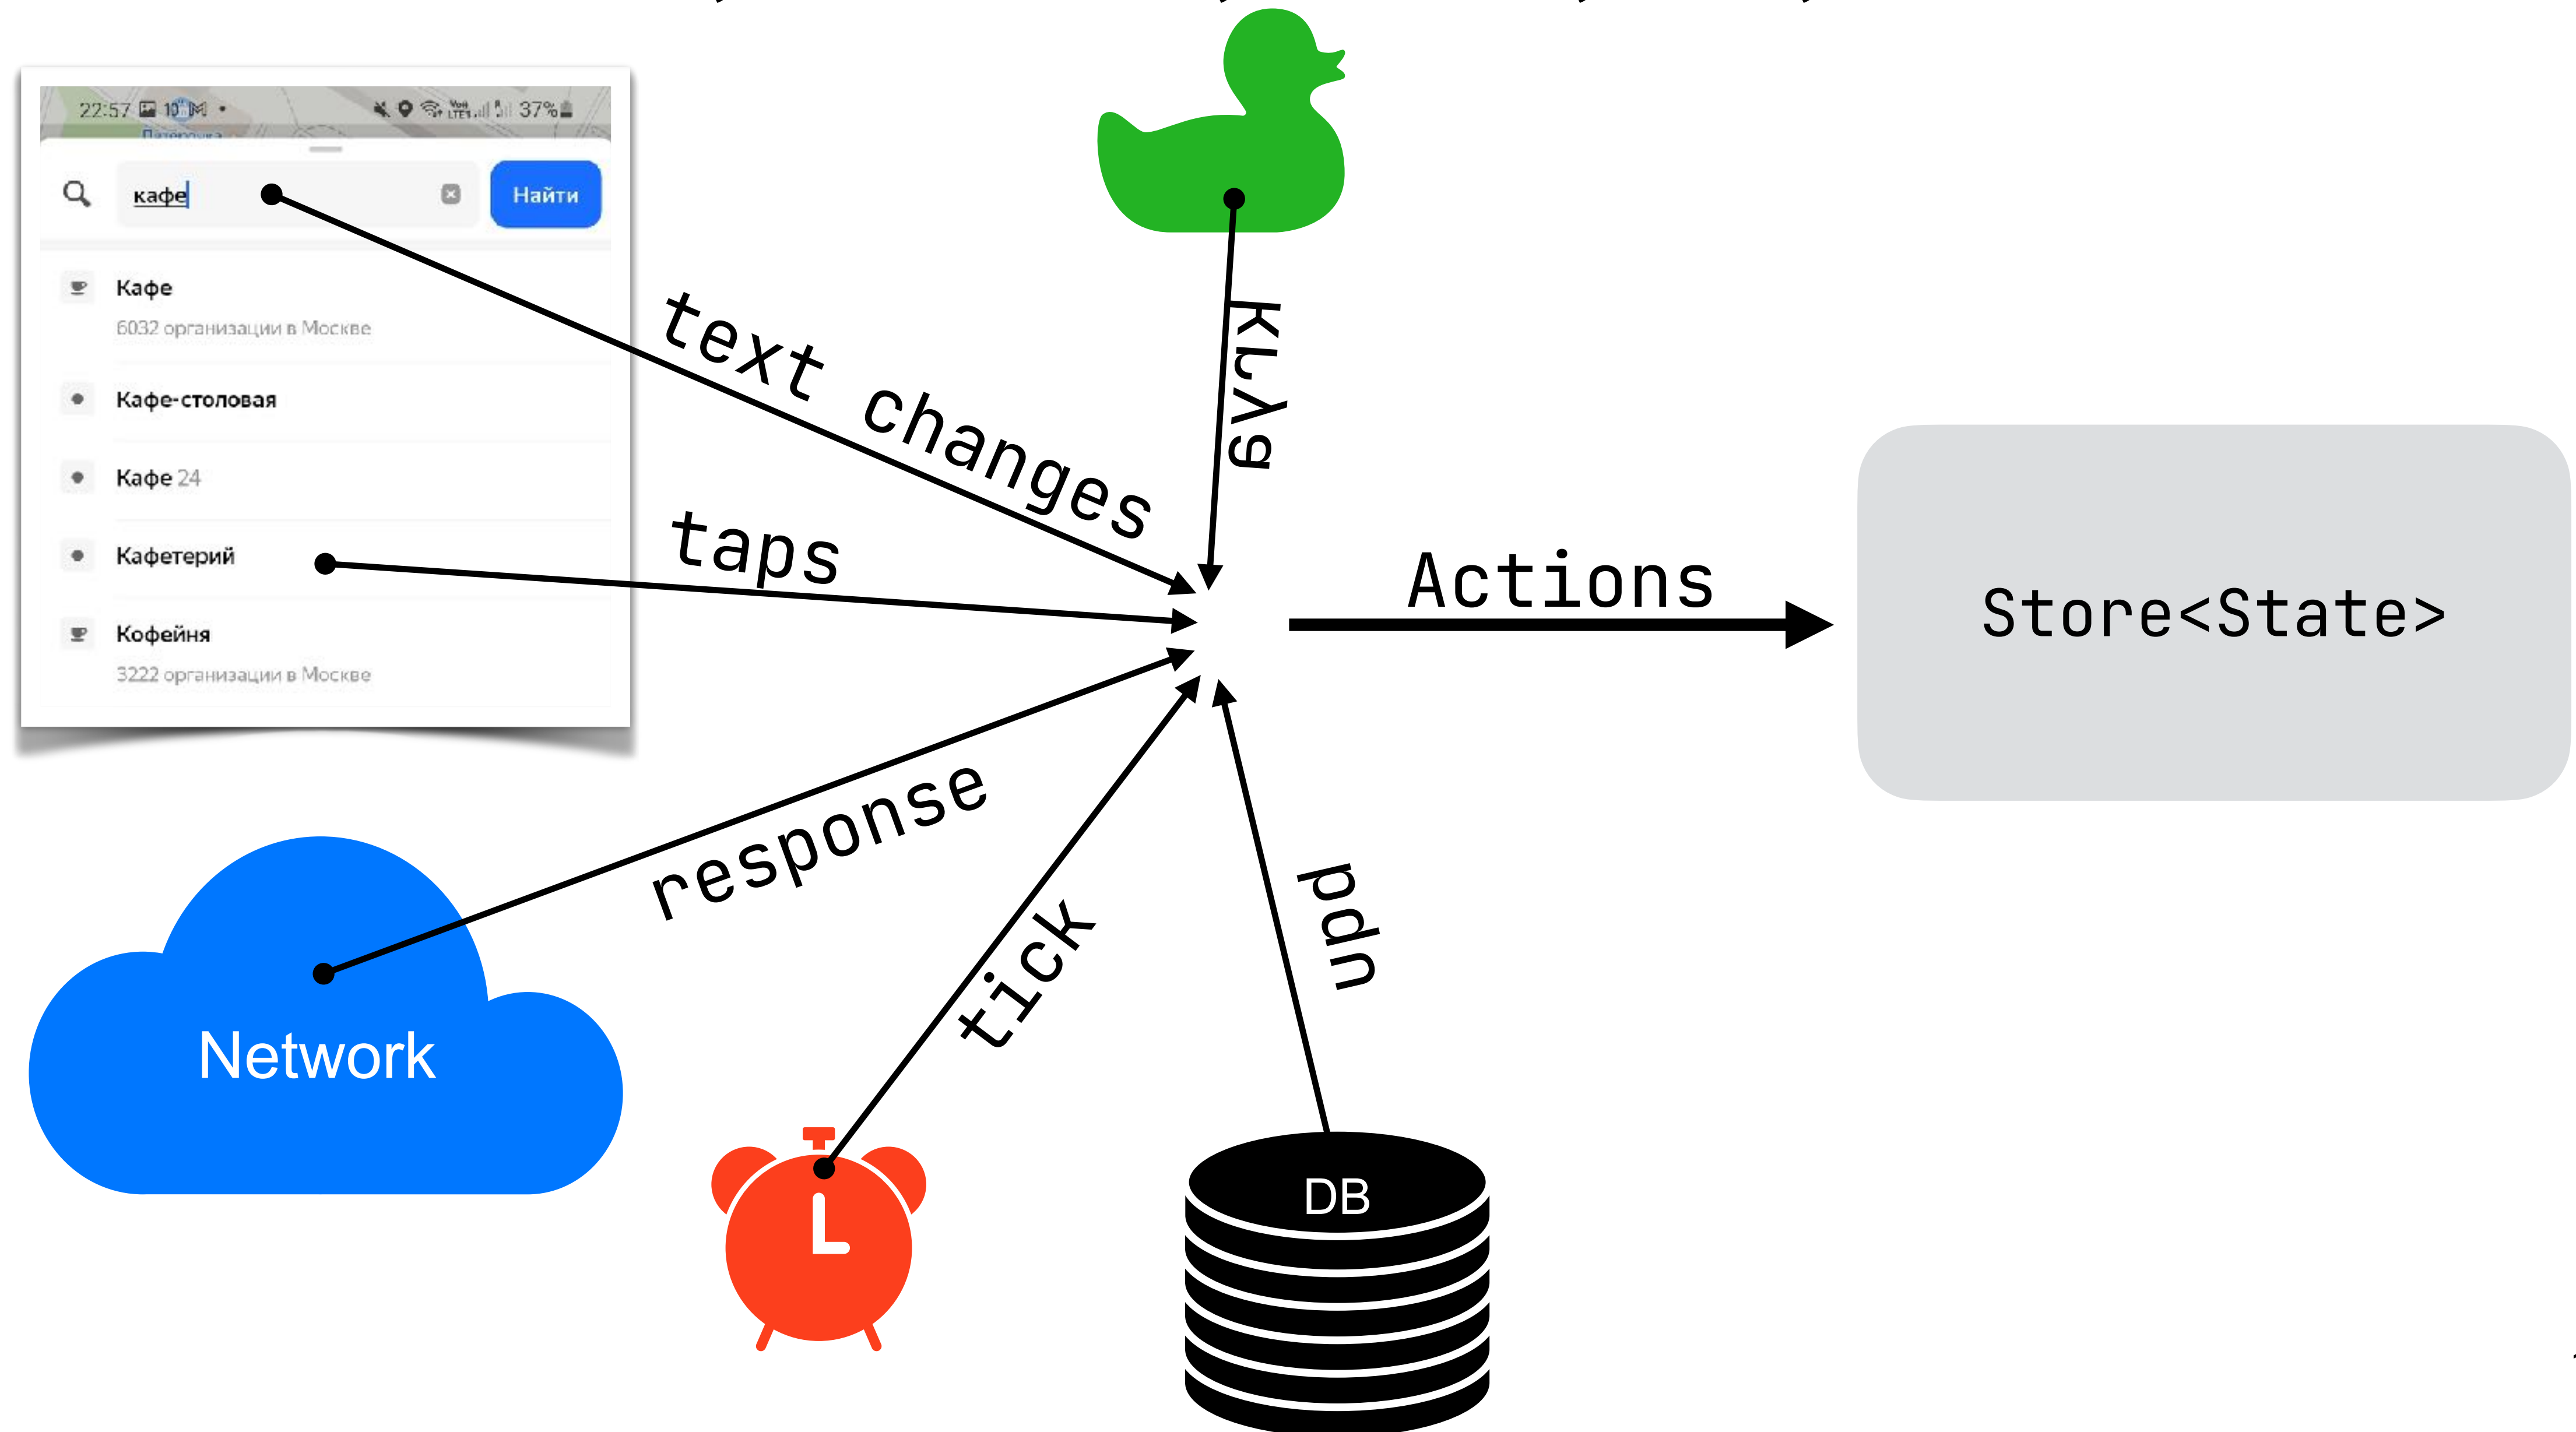 22:57
37%
кафе
Найти
Кафе
6032 организации в Москве
Кафе-столовая
Кафе 24
Кафетерий
Кофейня
3222 организации в Москве
text changes
krya
taps
Actions
Store<State>
response
tick
upd
Network
DB